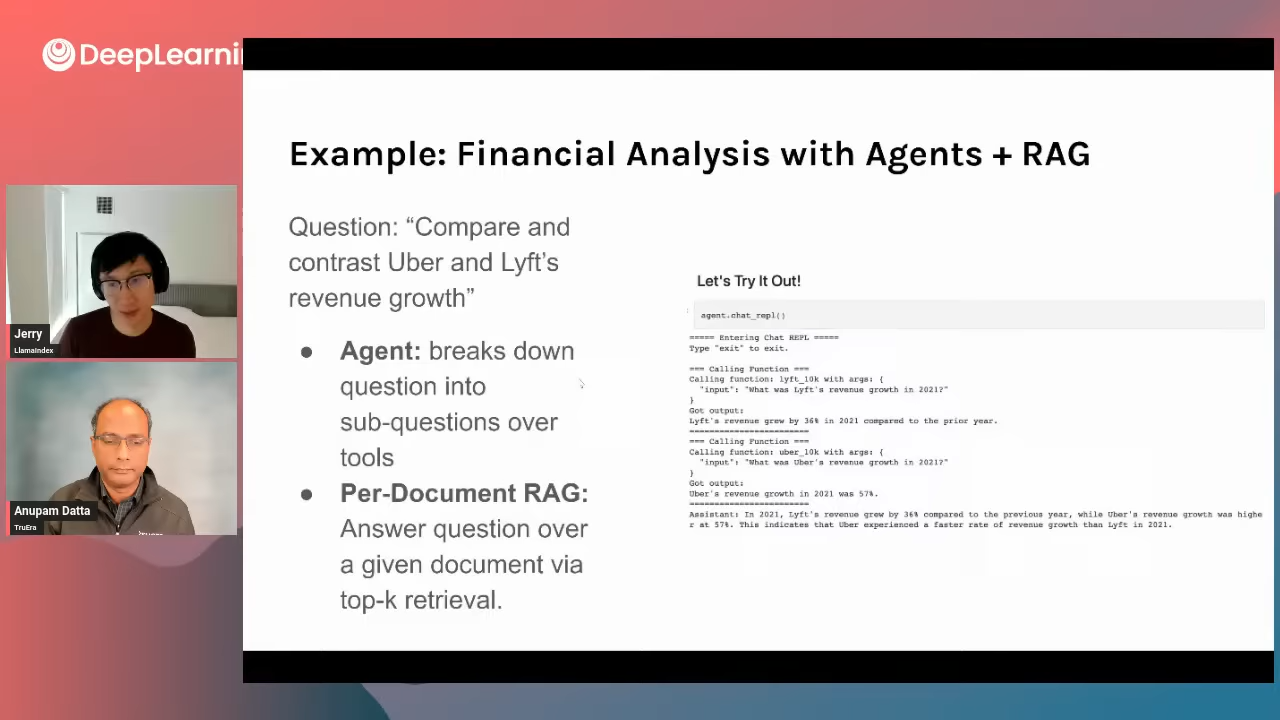 DeepLearni
Example: Financial Analysis with Agents + RAG
Question: “Compare and
contrast Uber and Lyft’s
revenue growth”
● Agent: breaks down
question into
sub-questions over
tools
● Per-Document RAG:
Answer question over
a given document via
top-k retrieval.
Let's Try It Out!
agent.chat_repl()
===== Entering Chat REPL =====
Type "exit" to exit.
=== Calling Function ===
Calling function: lyft_10k with args: {
"input": "What was Lyft's revenue growth in 2021?"
}
Got output:
Lyft's revenue grew by 36% in 2021 compared to the prior year.
========================
=== Calling Function ===
Calling function: uber_10k with args: {
"input": "What was Uber's revenue growth in 2021?"
}
Got output:
Uber's revenue growth in 2021 was 57%.
========================
Assistant: In 2021, Lyft's revenue grew by 36% compared to the previous year, while Uber's revenue growth was highe
r at 57%. This indicates that Uber experienced a faster rate of revenue growth than Lyft in 2021.
Jerry
LlamaIndex
Anupam Datta
TruEra